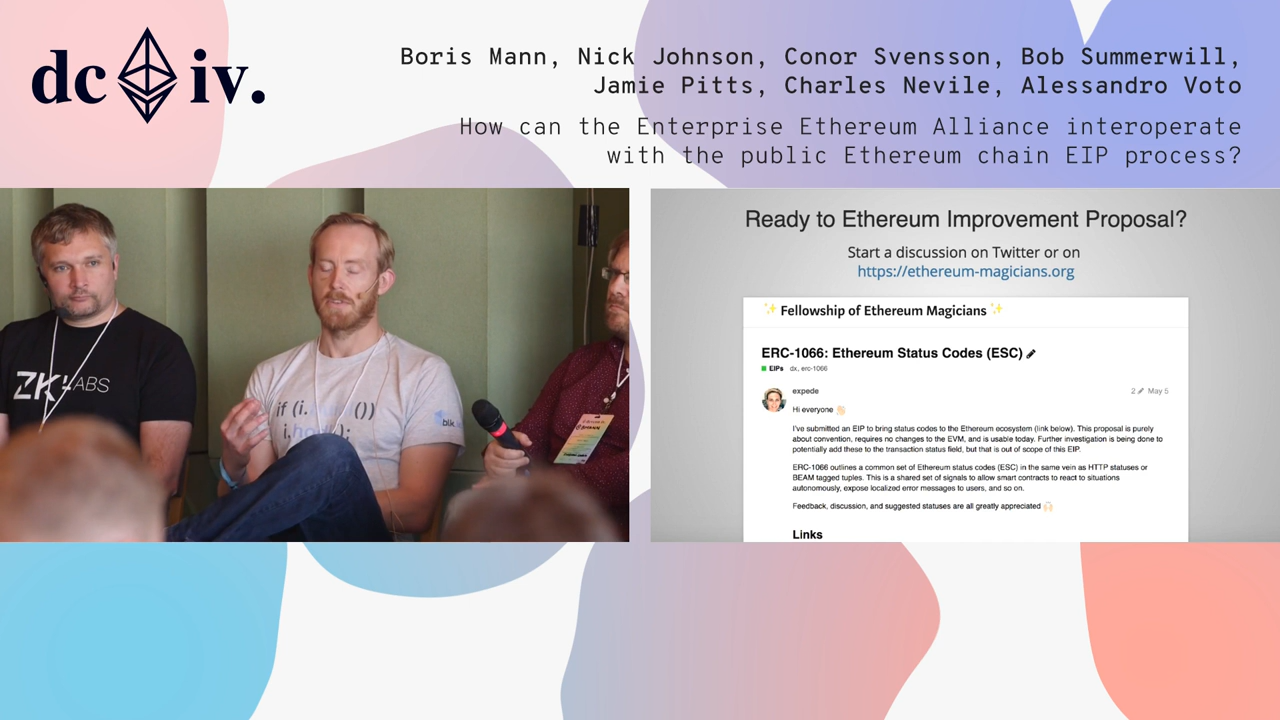 dc iv.
Boris Mann, Nick Johnson, Conor Svensson, Bob Summerwill,
Jamie Pitts, Charles Nevile, Alessandro Voto
How can the Enterprise Ethereum Alliance interoperate
with the public Ethereum chain EIP process?
ZK LABS
if (i. ())
i.
blk.
Ready to Ethereum Improvement Proposal?
Start a discussion on Twitter or on
https://ethereum-magicians.org
✨ Fellowship of Ethereum Magicians ✨
ERC-1066: Ethereum Status Codes (ESC)
EIPs dx, erc-1066
expede 2 May 5
Hi everyone 👋🏻
I've submitted an EIP to bring status codes to the Ethereum ecosystem (link below). This proposal is purely
about convention, requires no changes to the EVM, and is usable today. Further investigation is being done to
potentially add these to the transaction status field, but that is out of scope of this EIP.
ERC-1066 outlines a common set of Ethereum status codes (ESC) in the same vein as HTTP statuses or
BEAM tagged tuples. This is a shared set of signals to allow smart contracts to react to situations
autonomously, expose localized error messages to users, and so on.
Feedback, discussion, and suggested statuses are all greatly appreciated 🙌🏻
Links